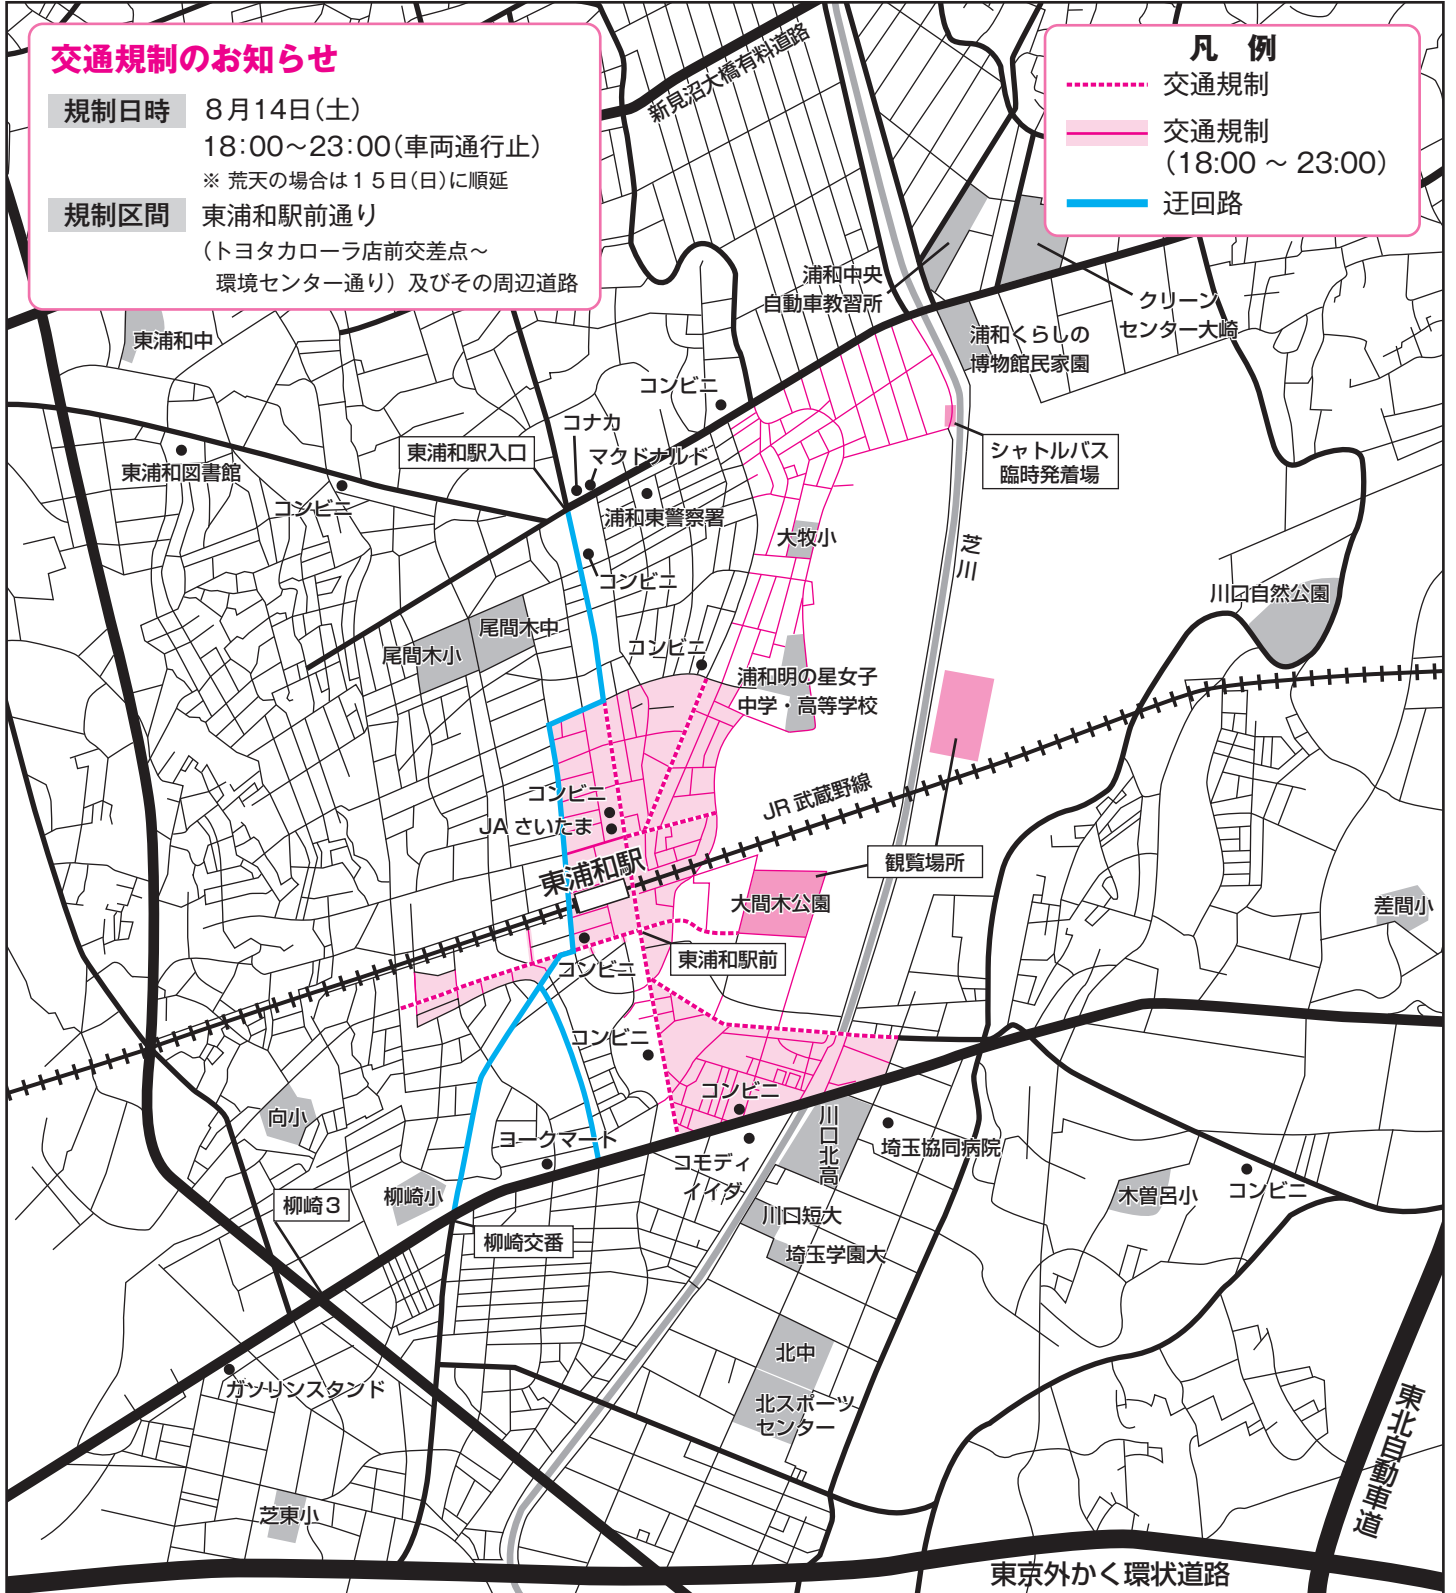 交通規制のお知らせ
規制日時 8月14日(土)
18:00〜23:00(車両通行止)
※ 荒天の場合は15日(日)に順延
規制区間 東浦和駅前通り
(トヨタカローラ店前交差点〜
環境センター通り) 及びその周辺道路
凡 例
交通規制
交通規制
(18:00 〜 23:00)
迂回路
新見沼大橋有料道路
浦和中央
自動車教習所
クリーン
センター大崎
浦和くらしの
博物館民家園
東浦和中
コンビニ
コナカ
東浦和駅入口
マクドナルド
シャトルバス
臨時発着場
東浦和図書館
コンビニ
浦和東警察署
大牧小
芝川
コンビニ
川口自然公園
尾間木中
尾間木小
コンビニ
浦和明の星女子
中学・高等学校
JR 武蔵野線
コンビニ
JA さいたま
東浦和駅
観覧場所
大間木公園
差間小
東浦和駅前
コンビニ
コンビニ
コンビニ
向小
川口北高
ヨークマート
コモディ
イイダ
埼玉協同病院
柳崎3
柳崎小
木曽呂小
コンビニ
川口短大
柳崎交番
埼玉学園大
北中
ガソリンスタンド
北スポーツ
センター
東北自動車道
芝東小
東京外かく環状道路